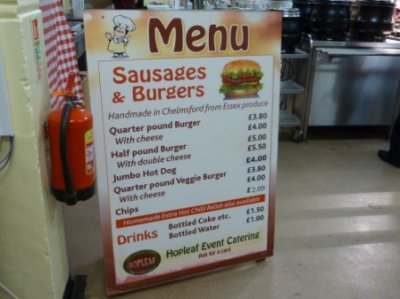 Menu
Sausages
& Burgers
Handmade in Chelmsford from Essex produce
Quarter pound Burger £3.80
With cheese £4.00
Half pound Burger £5.00
With double cheese £5.50
Jumbo Hot Dog £4.00
Quarter pound Veggie Burger £3.80
With cheese £4.00
Chips £2.00
Homemade Extra Hot Chilli Relish also available
Drinks Bottled Coke etc. £1.50
Bottled Water £1.00
HOPLEAF
Hopleaf Event Catering
Ask for a card